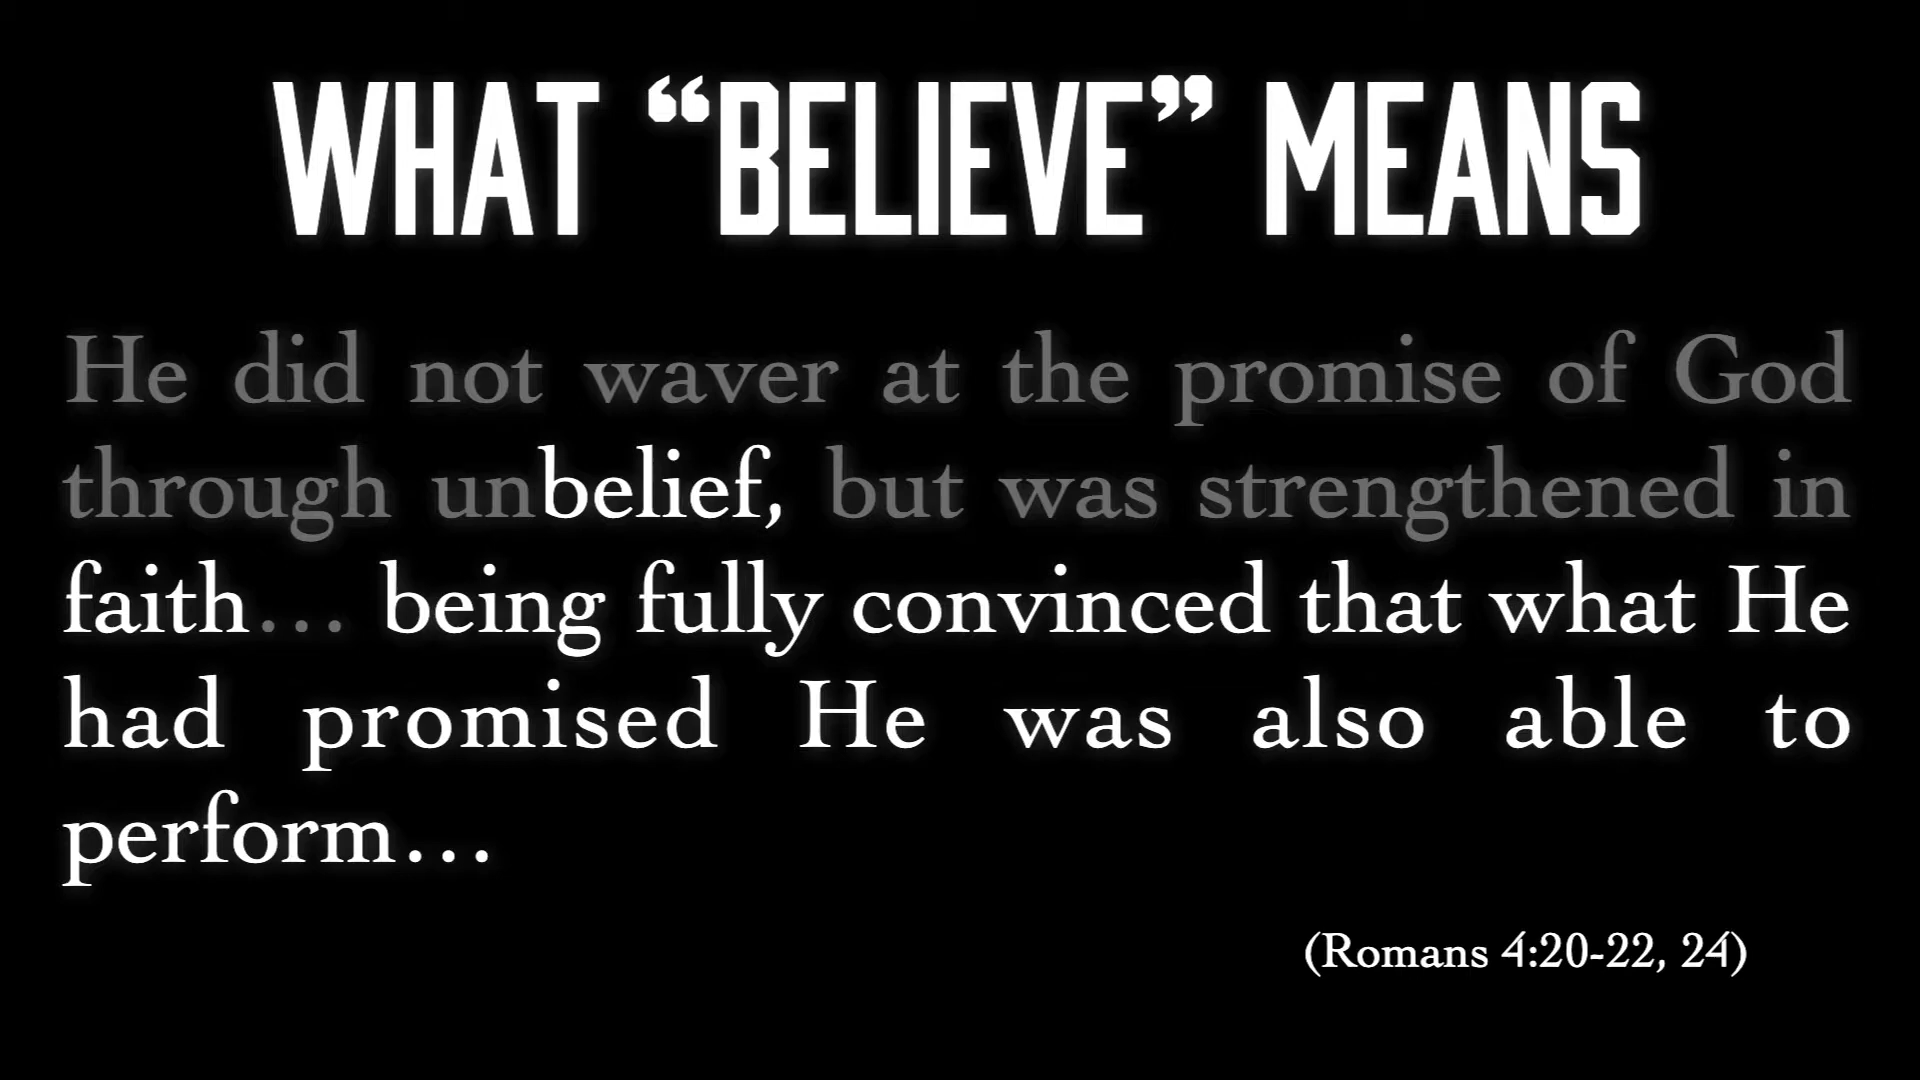 WHAT “BELIEVE” MEANS
He did not waver at the promise of God
through unbelief, but was strengthened in
faith… being fully convinced that what He
had promised He was also able to
perform…
(Romans 4:20-22, 24)